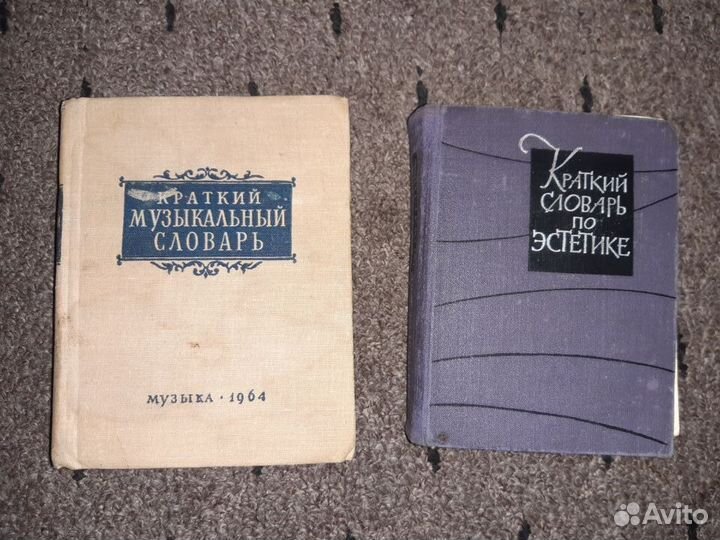 КРАТКИЙ
МУЗЫКАЛЬНЫЙ
СЛОВАРЬ
МУЗЫКА · 1964
КРАТКИЙ
СЛОВАРЬ
ПО
ЭСТЕТИКЕ
Avito